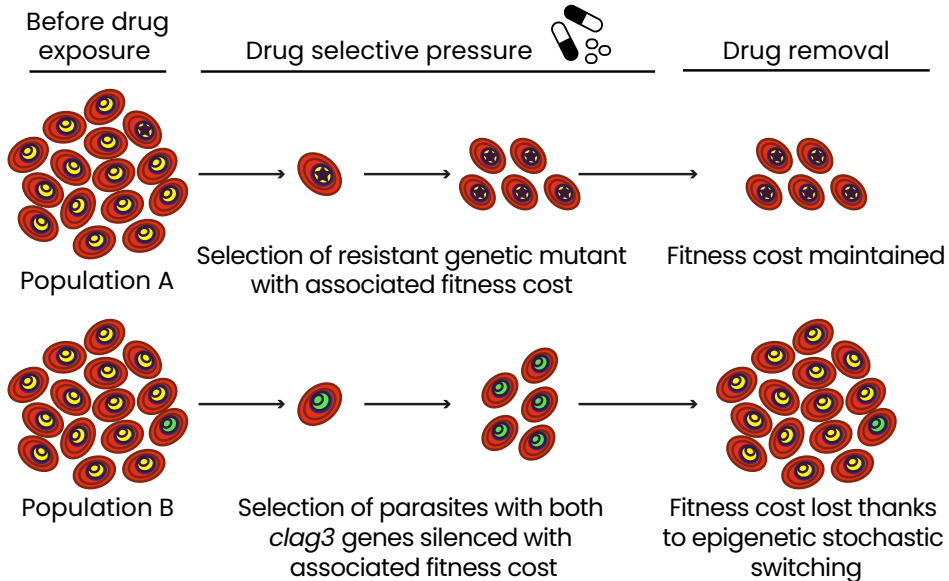 Before drug
exposure
Drug selective pressure
Drug removal
Population A
Selection of resistant genetic mutant
with associated fitness cost
Fitness cost maintained
Population B
Selection of parasites with both
clag3 genes silenced with
associated fitness cost
Fitness cost lost thanks
to epigenetic stochastic
switching